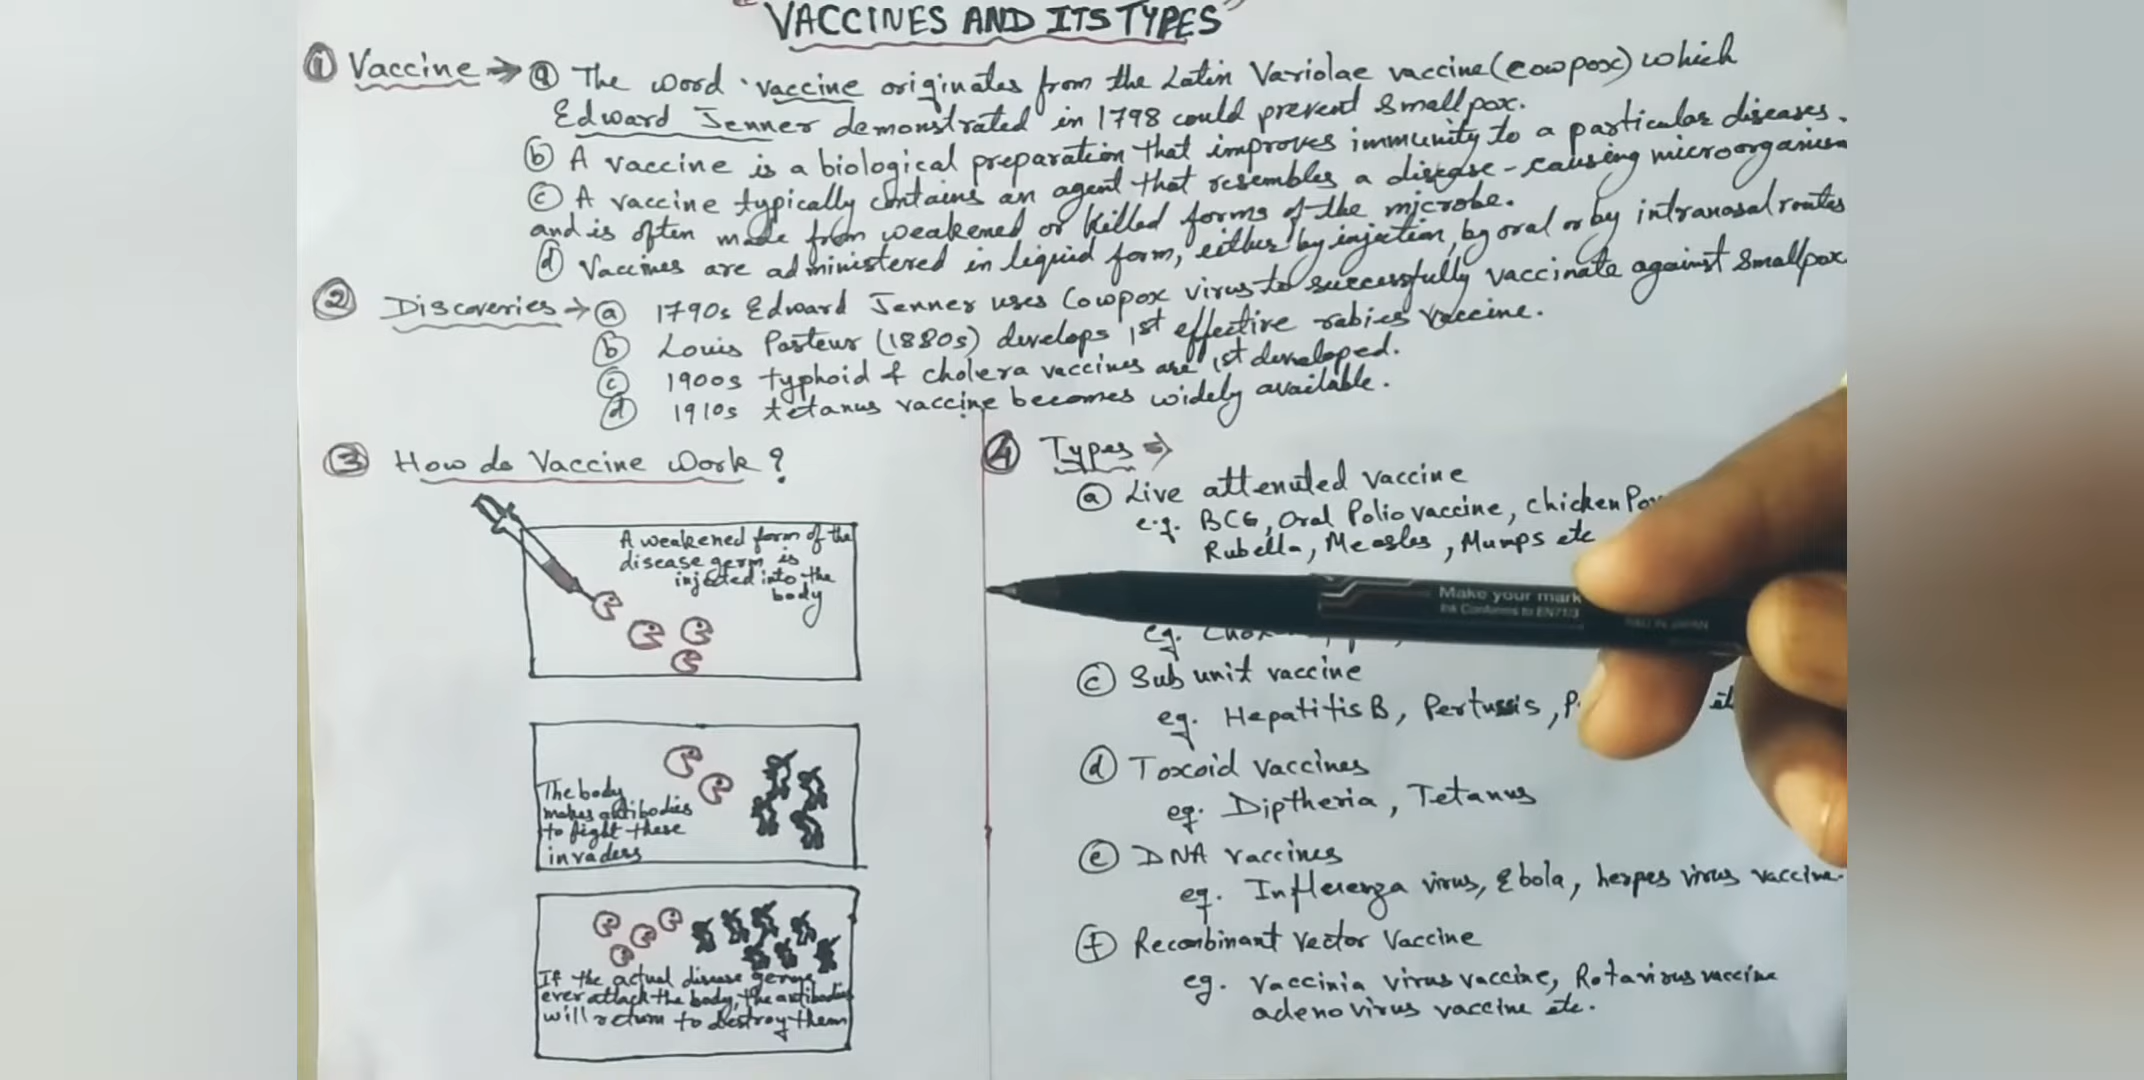 "VACCINES AND ITS TYPES"
① Vaccine → ⓐ The word 'vaccine originates from the Latin Variolae vaccine (cowpox) which
Edward Jenner demonstrated in 1798 could prevent smallpox.
ⓑ A vaccine is a biological preparation that improves immunity to a particular diseases.
ⓒ A vaccine typically contains an agent that resembles a disease-causing microorganism
and is often made from weakened or killed forms of the microbe.
ⓓ Vaccines are administered in liquid form, either by injection, by oral or by intranasal routes
② Discoveries → ⓐ 1790s Edward Jenner uses Cowpox virus to successfully vaccinate against smallpox
ⓑ Louis Pasteur (1880s) develops 1st effective rabies vaccine.
ⓒ 1900s typhoid & cholera vaccines are 1st developed.
ⓓ 1910s tetanus vaccine becomes widely available.
③ How do Vaccine Work?
A weakened form of the
disease germ is
injected into the
body
The body
makes antibodies
to fight these
invaders
If the actual disease germs
ever attack the body, the antibodies
will return to destroy them
④ Types ⇒
ⓐ Live attenuted vaccine
e.g. BCG, Oral Polio vaccine, chicken
Rubella, Measles, Mumps etc
eg.
ⓒ Sub unit vaccine
eg. Hepatitis B, Pertussis,
ⓓ Toxcoid vaccines
eg. Diptheria, Tetanus
ⓔ DNA vaccines
eg. Influenza virus, Ebola, herpes virus vaccine.
ⓕ Recombinant vector Vaccine
eg. Vaccinia virus vaccine, Rotavirus vaccine
adenovirus vaccine etc.
Make your mark
Ink Conforms to EN71/3